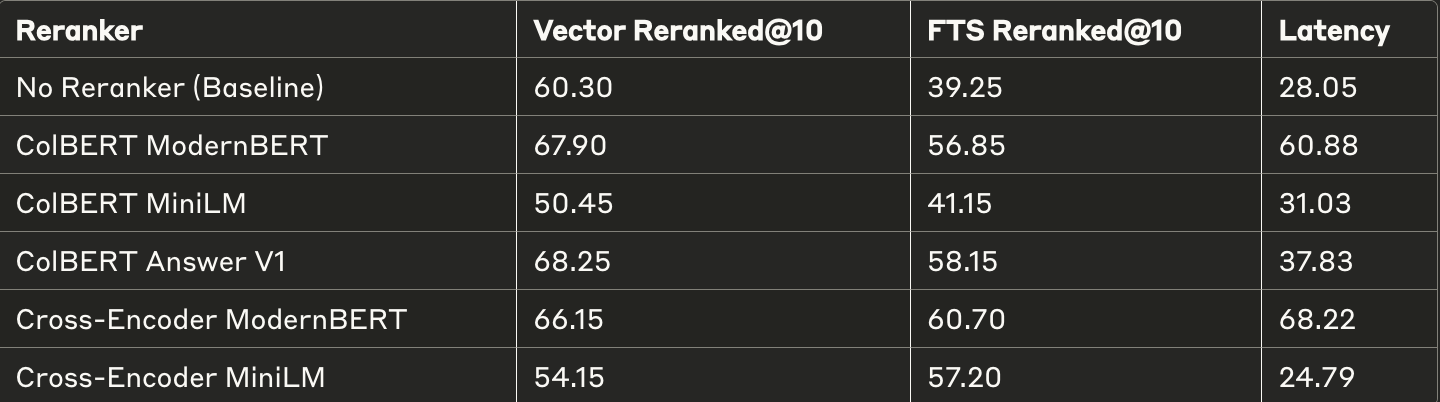 Reranker Vector Reranked@10 FTS Reranked@10 Latency
No Reranker (Baseline) 60.30 39.25 28.05
ColBERT ModernBERT 67.90 56.85 60.88
ColBERT MiniLM 50.45 41.15 31.03
ColBERT Answer V1 68.25 58.15 37.83
Cross-Encoder ModernBERT 66.15 60.70 68.22
Cross-Encoder MiniLM 54.15 57.20 24.79